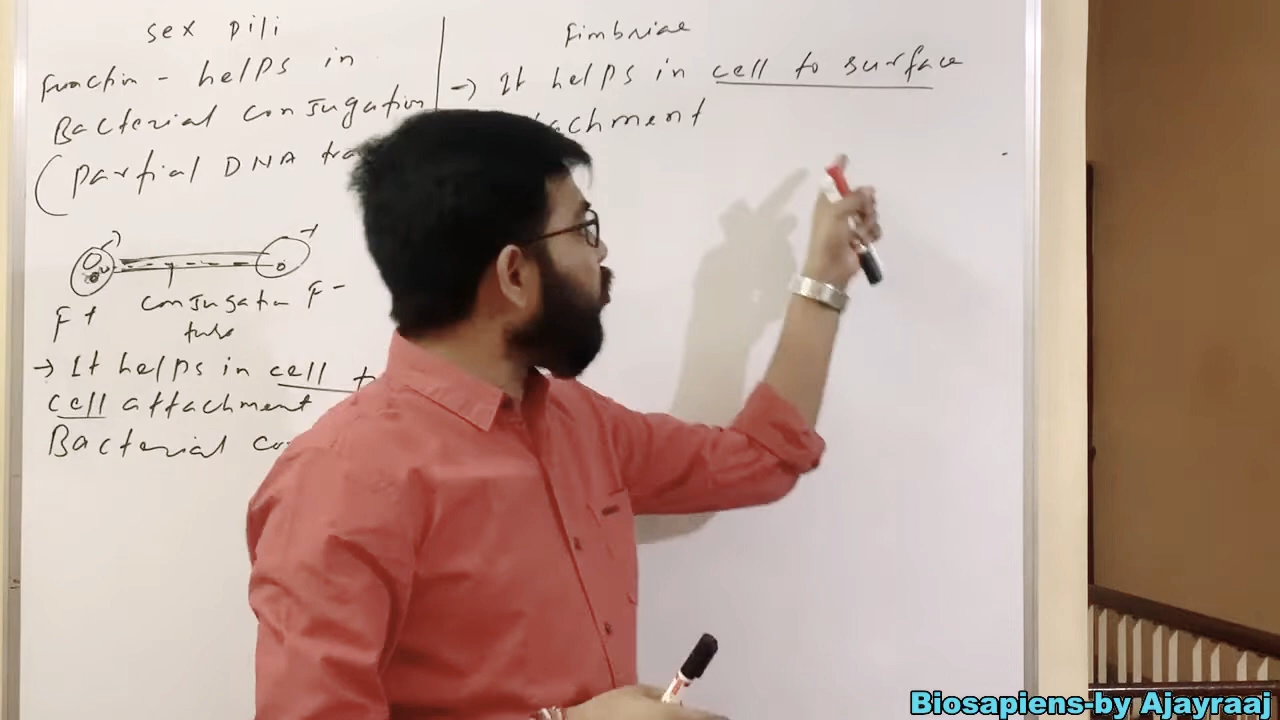 sex pili
Function - helps in
Bacterial conjugation
(partial DNA
F+
conjugation
tube
F-
→ It helps in cell
cell attachment
Bacterial
Fimbriae
→ It helps in cell to surface
Biosapiens-by Ajayraaj